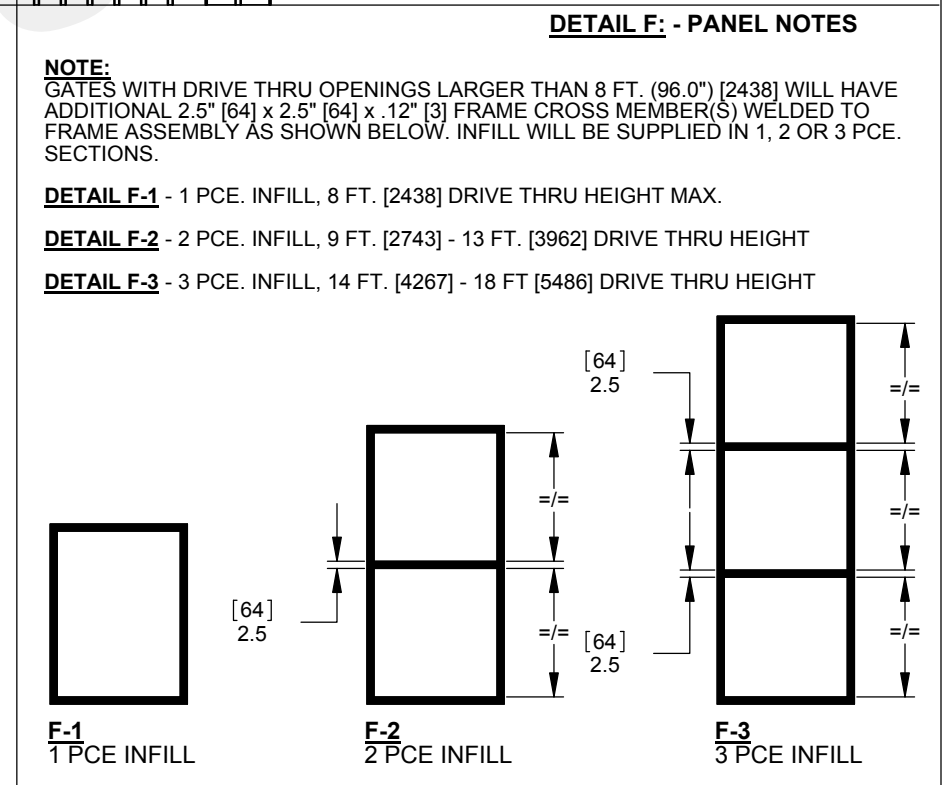 DETAIL F: - PANEL NOTES
NOTE:
GATES WITH DRIVE THRU OPENINGS LARGER THAN 8 FT. (96.0") [2438] WILL HAVE
ADDITIONAL 2.5" [64] x 2.5" [64] x .12" [3] FRAME CROSS MEMBER(S) WELDED TO
FRAME ASSEMBLY AS SHOWN BELOW. INFILL WILL BE SUPPLIED IN 1, 2 OR 3 PCE.
SECTIONS.
DETAIL F-1 - 1 PCE. INFILL, 8 FT. [2438] DRIVE THRU HEIGHT MAX.
DETAIL F-2 - 2 PCE. INFILL, 9 FT. [2743] - 13 FT. [3962] DRIVE THRU HEIGHT
DETAIL F-3 - 3 PCE. INFILL, 14 FT. [4267] - 18 FT [5486] DRIVE THRU HEIGHT
[64]
2.5
=/=
=/=
=/=
[64]
2.5
=/=
[64]
2.5
=/=
F-1
1 PCE INFILL
F-2
2 PCE INFILL
F-3
3 PCE INFILL